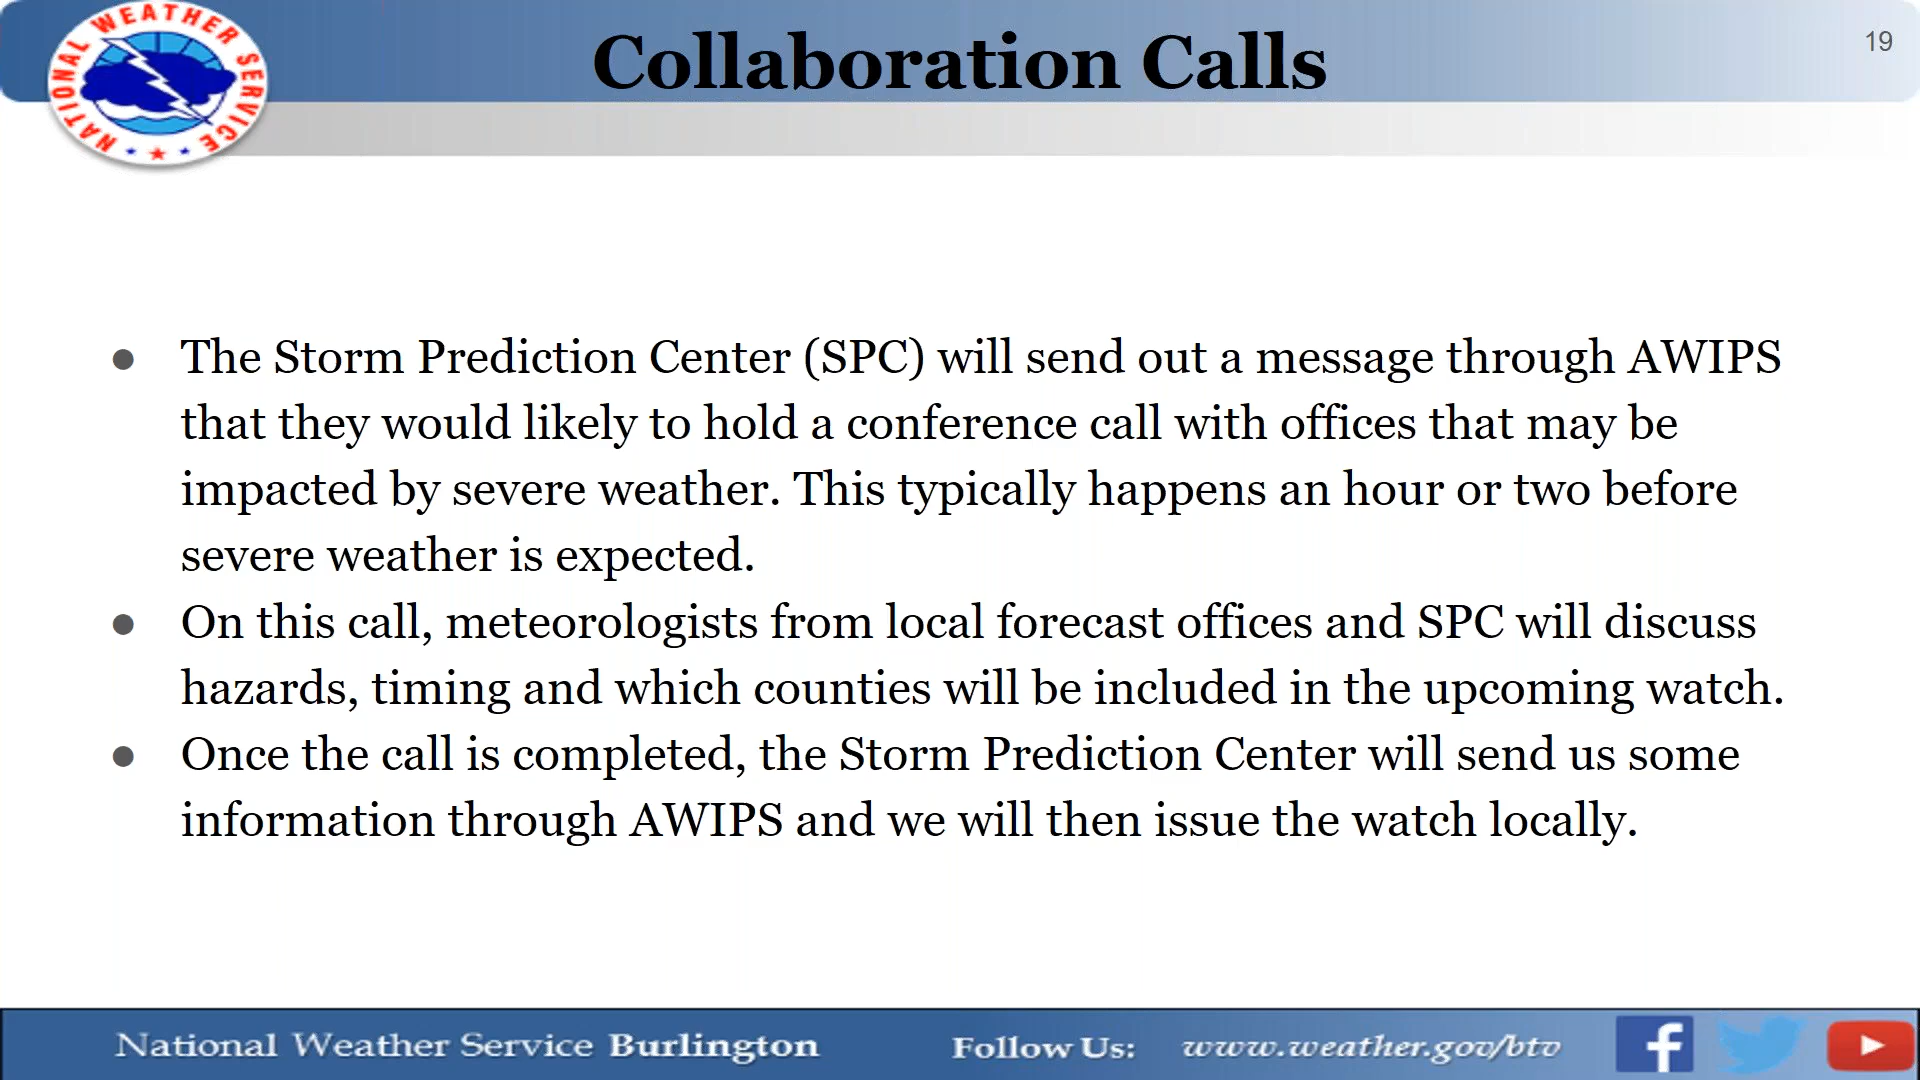 NATIONAL WEATHER SERVICE
Collaboration Calls
19
● The Storm Prediction Center (SPC) will send out a message through AWIPS
that they would likely to hold a conference call with offices that may be
impacted by severe weather. This typically happens an hour or two before
severe weather is expected.
● On this call, meteorologists from local forecast offices and SPC will discuss
hazards, timing and which counties will be included in the upcoming watch.
● Once the call is completed, the Storm Prediction Center will send us some
information through AWIPS and we will then issue the watch locally.
National Weather Service Burlington
Follow Us: www.weather.gov/btv